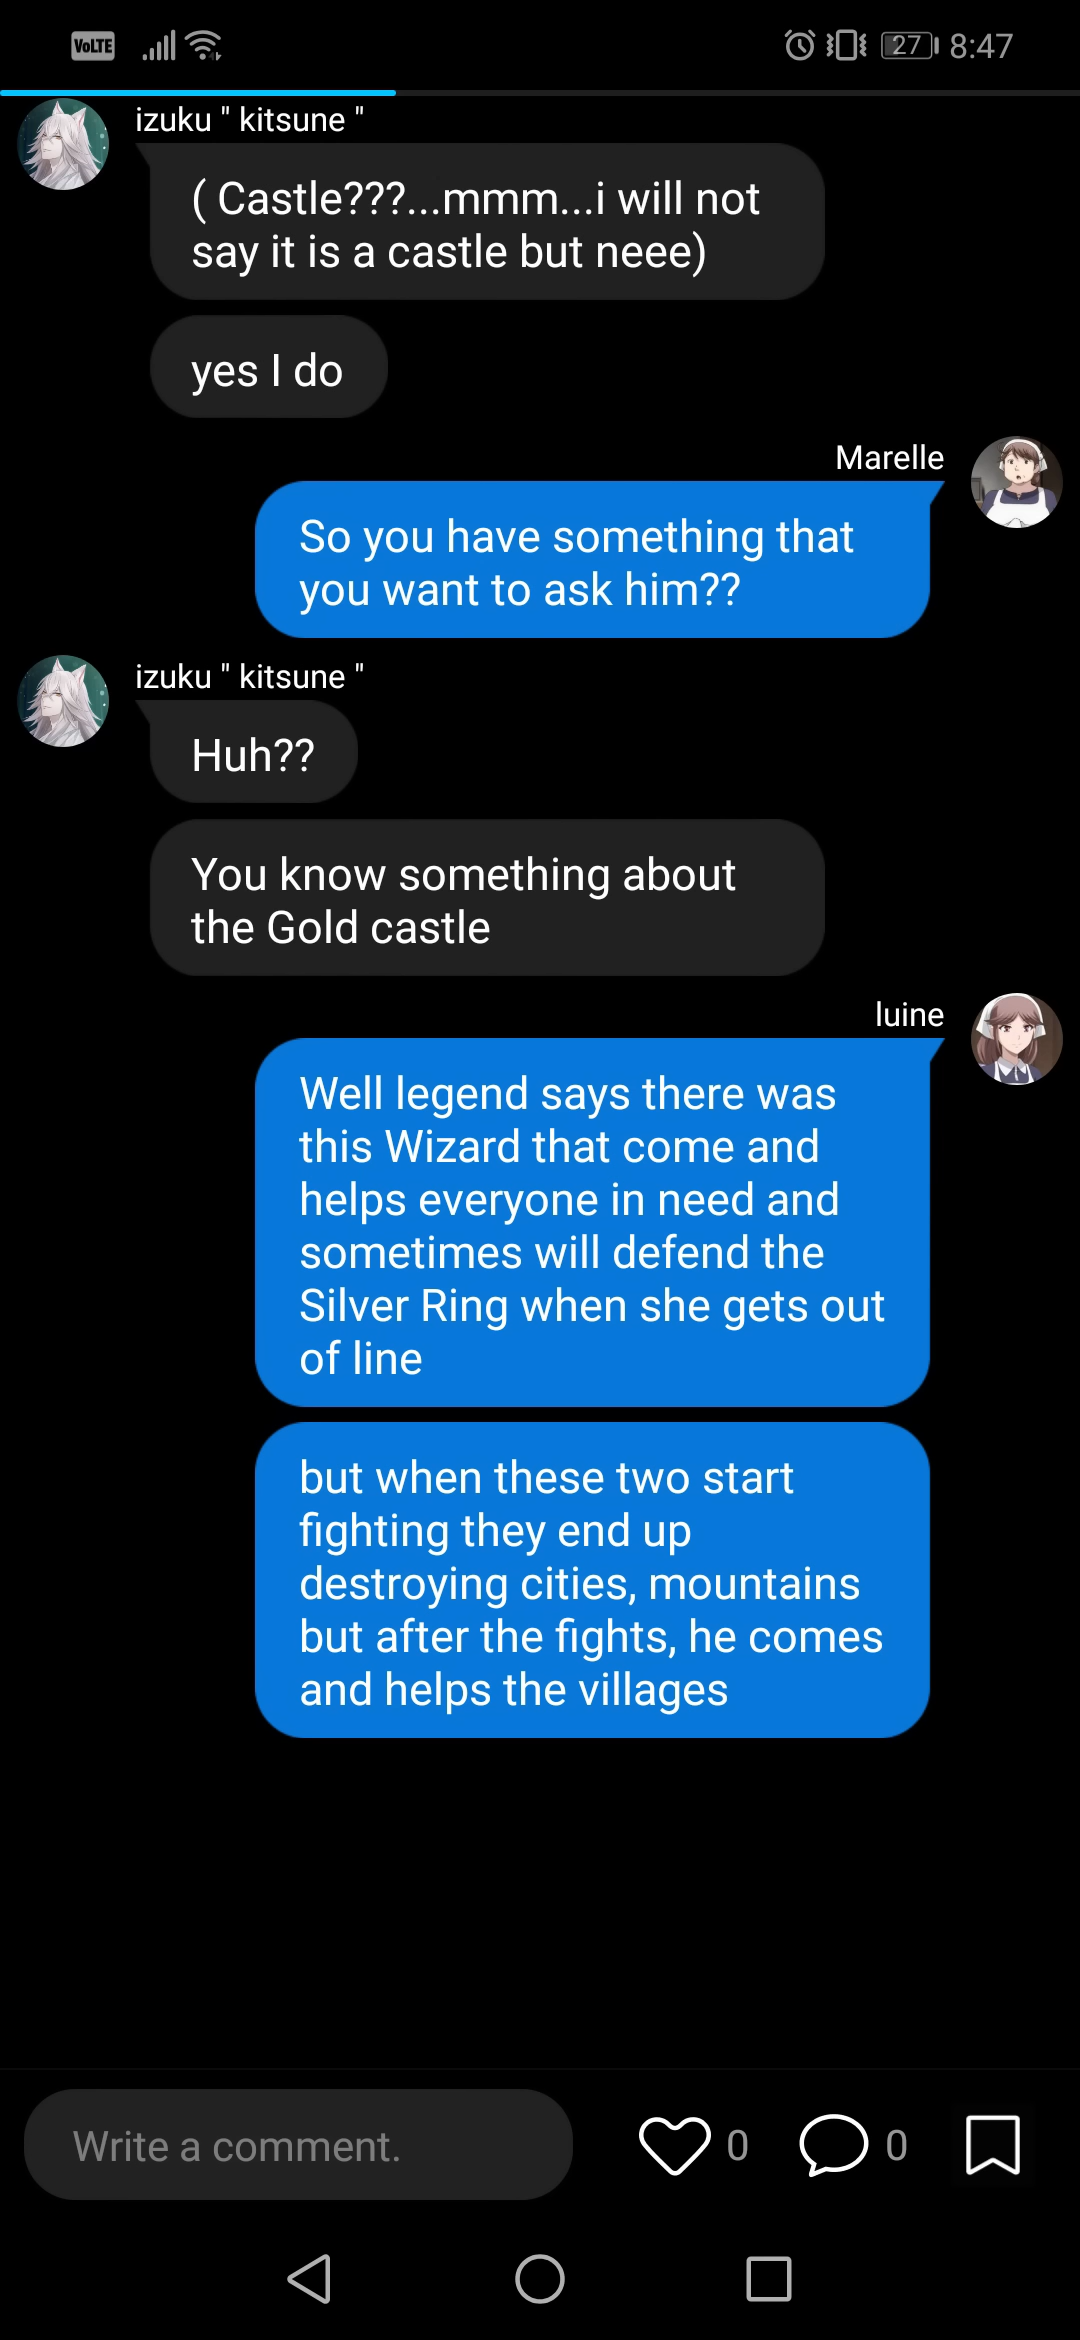 VoLTE 27 8:47
izuku " kitsune "
( Castle???...mmm...i will not
say it is a castle but neee)
yes I do
Marelle
So you have something that
you want to ask him??
izuku " kitsune "
Huh??
You know something about
the Gold castle
luine
Well legend says there was
this Wizard that come and
helps everyone in need and
sometimes will defend the
Silver Ring when she gets out
of line
but when these two start
fighting they end up
destroying cities, mountains
but after the fights, he comes
and helps the villages
Write a comment. 0 0